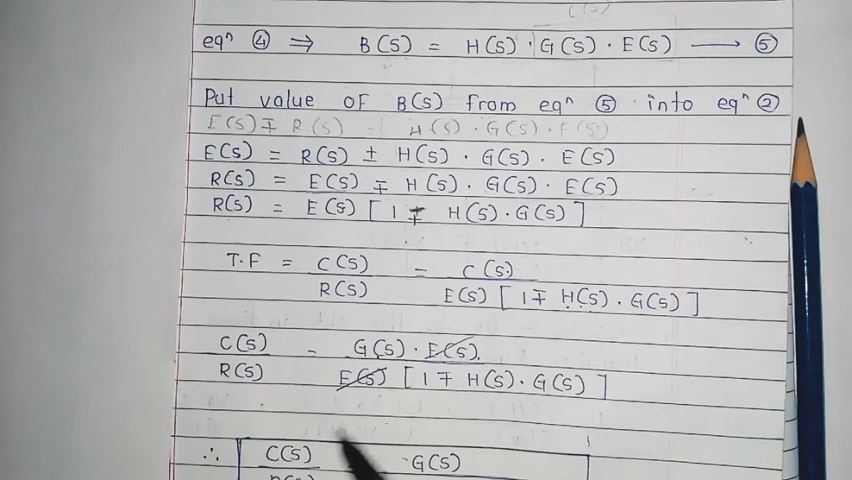 C(S)
eqⁿ ④ ⇒ B(S) = H(S) · G(S) · E(S) ⟶ ⑤
Put value OF B(S) from eqⁿ ⑤ into eqⁿ ②
E(S) ∓ R(S) H(S) · G(S) · E(S)
E(S) = R(S) ± H(S) · G(S) · E(S)
R(S) = E(S) ∓ H(S) · G(S) · E(S)
R(S) = E(S) [ 1 ∓ H(S) · G(S) ]
T.F = C(S) / R(S) = C(S) / E(S) [ 1 ∓ H(S) · G(S) ]
C(S) / R(S) = G(S) · E(S) / E(S) [ 1 ∓ H(S) · G(S) ]
∴ C(S) G(S)